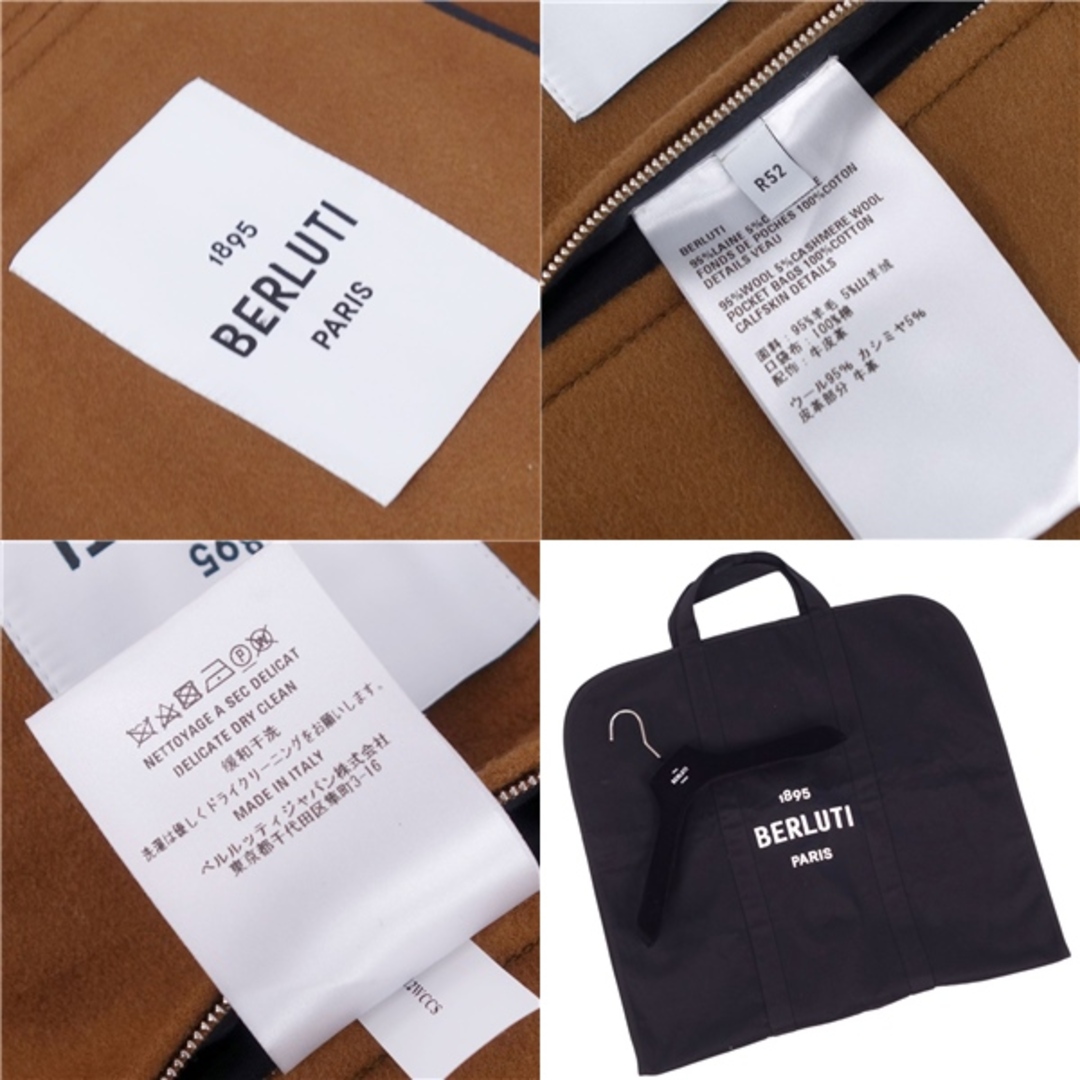 1895
BERLUTI
PARIS
R52
BERLUTI
95%LAINE 5%C
FONDS DE POCHES 100%COTON
DETAILS VEAU
95%WOOL 5%CASHMERE WOOL
POCKET BAGS 100%COTTON
CALFSKIN DETAILS
面料：95%羊毛 5%山羊绒
口袋布：100%棉
配饰：牛皮革
ウール95% カシミヤ5%
皮革部分 牛革
NETTOYAGE A SEC DELICAT
DELICATE DRY CLEAN
缓和干洗
洗濯は優しくドライクリーニングをお願いします。
MADE IN ITALY
ベルルッティジャパン株式会社
東京都千代田区隼町3-16
1895
BERLUTI
PARIS
BERLUTI